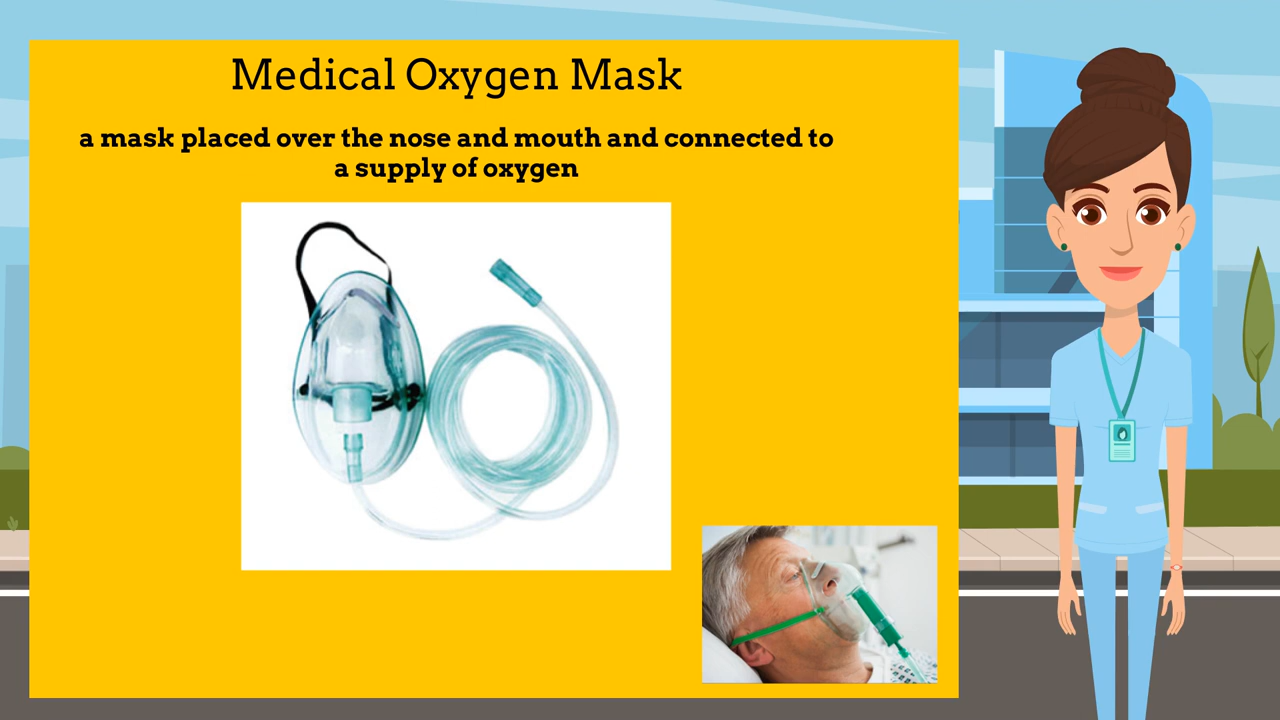 Medical Oxygen Mask
a mask placed over the nose and mouth and connected to
a supply of oxygen